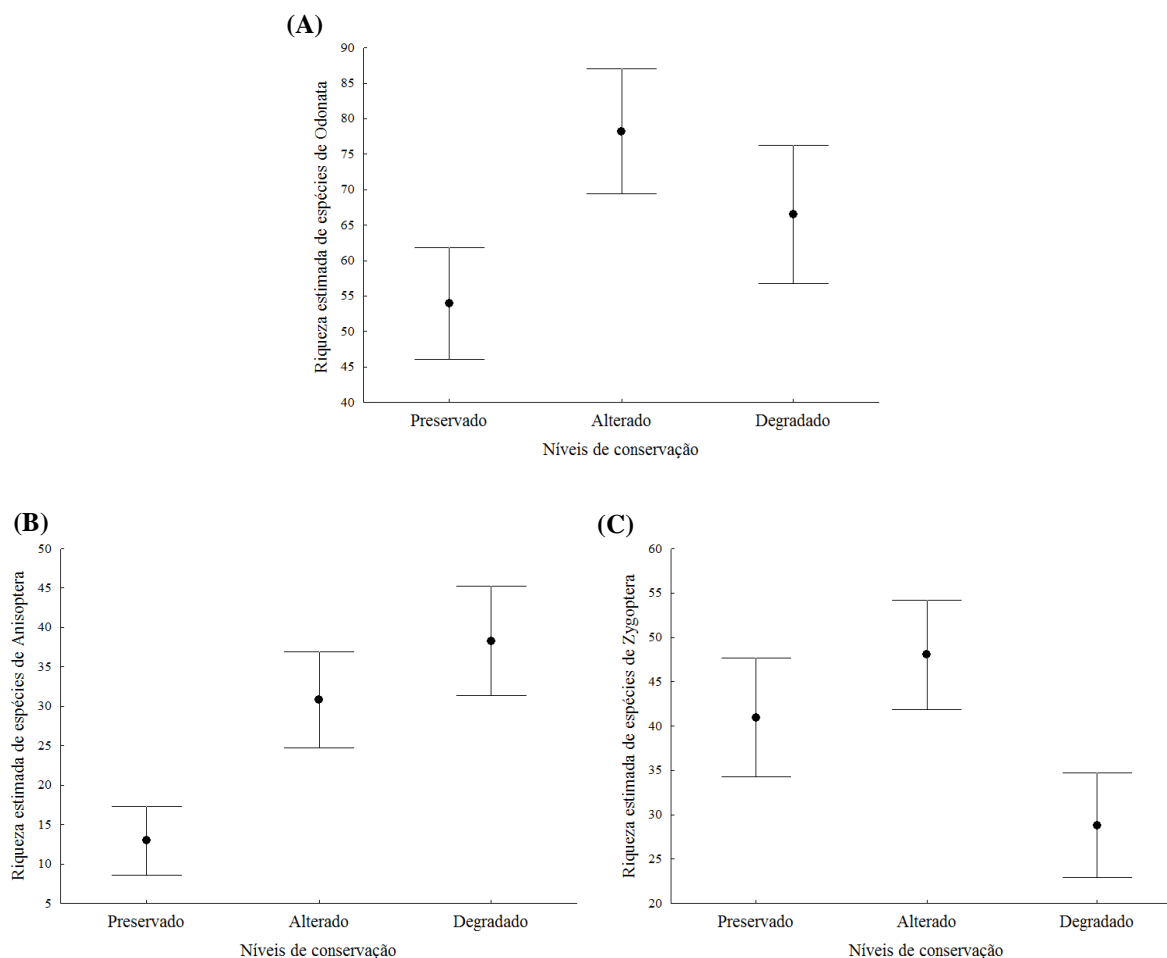 (A)
Riqueza estimada de espécies de Odonata
90
85
80
75
70
65
60
55
50
45
40
Preservado Alterado Degradado
Níveis de conservação
(B)
Riqueza estimada de espécies de Anisoptera
50
45
40
35
30
25
20
15
10
5
Preservado Alterado Degradado
Níveis de conservação
(C)
Riqueza estimada de espécies de Zygoptera
60
55
50
45
40
35
30
25
20
Preservado Alterado Degradado
Níveis de conservação